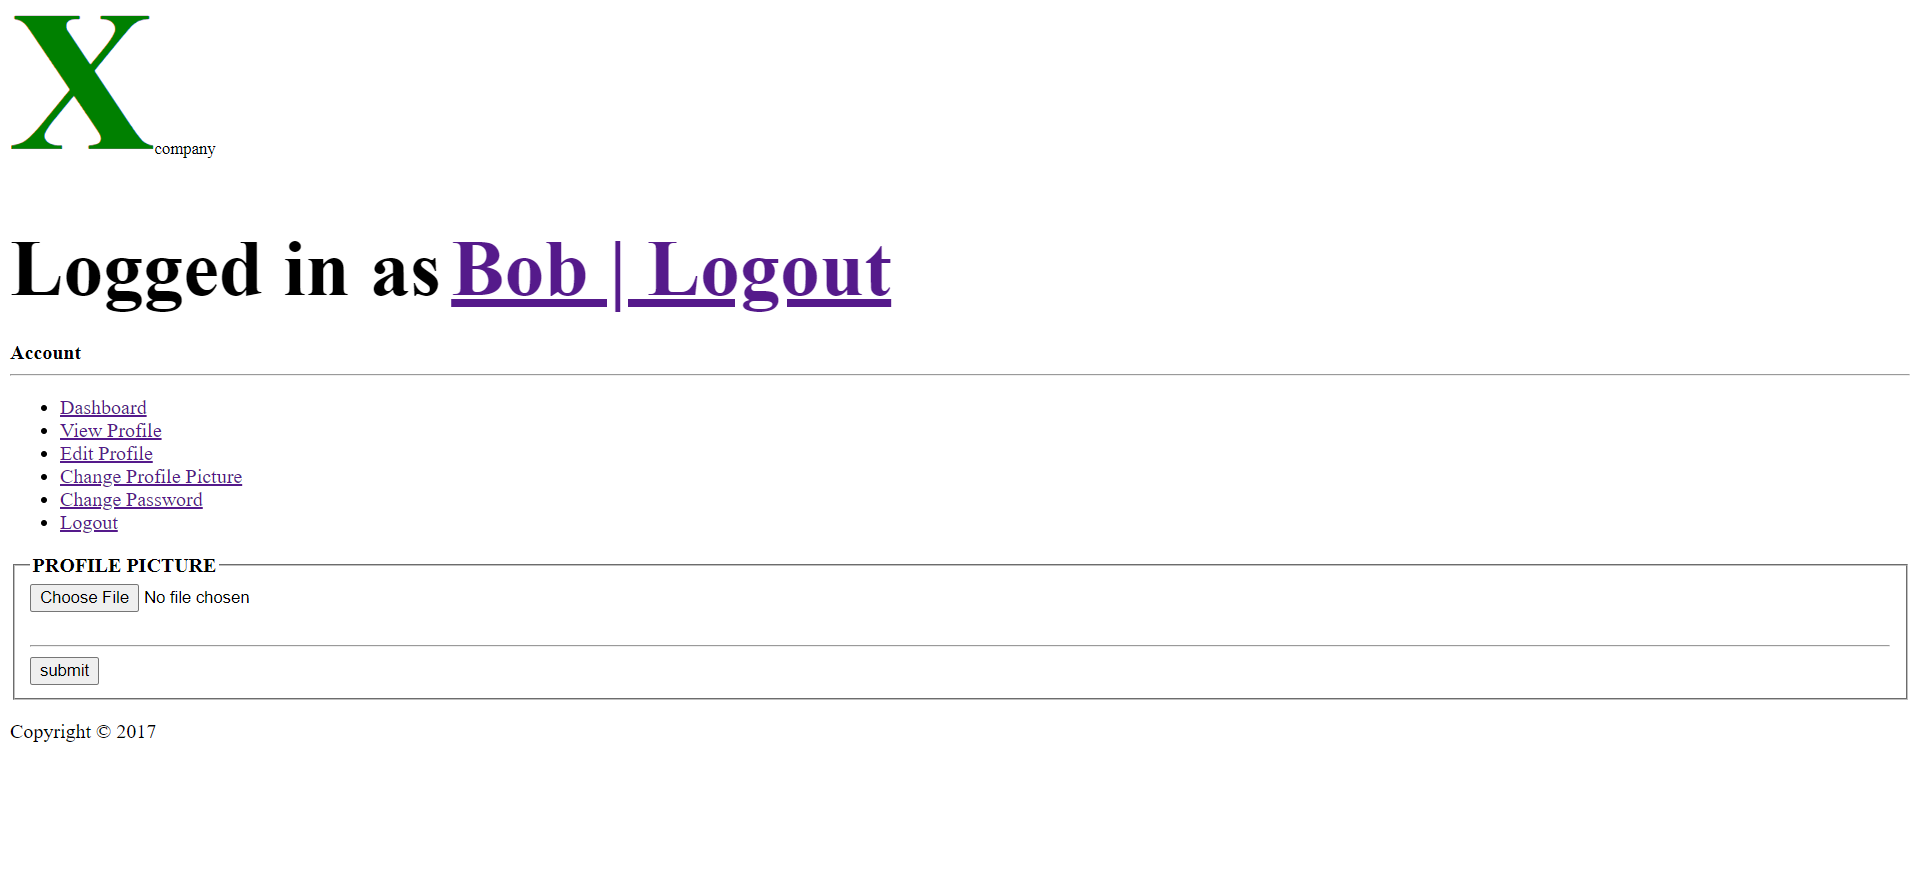 X company
Logged in as Bob | Logout
Account
Dashboard
View Profile
Edit Profile
Change Profile Picture
Change Password
Logout
PROFILE PICTURE
Choose File No file chosen
submit
Copyright © 2017